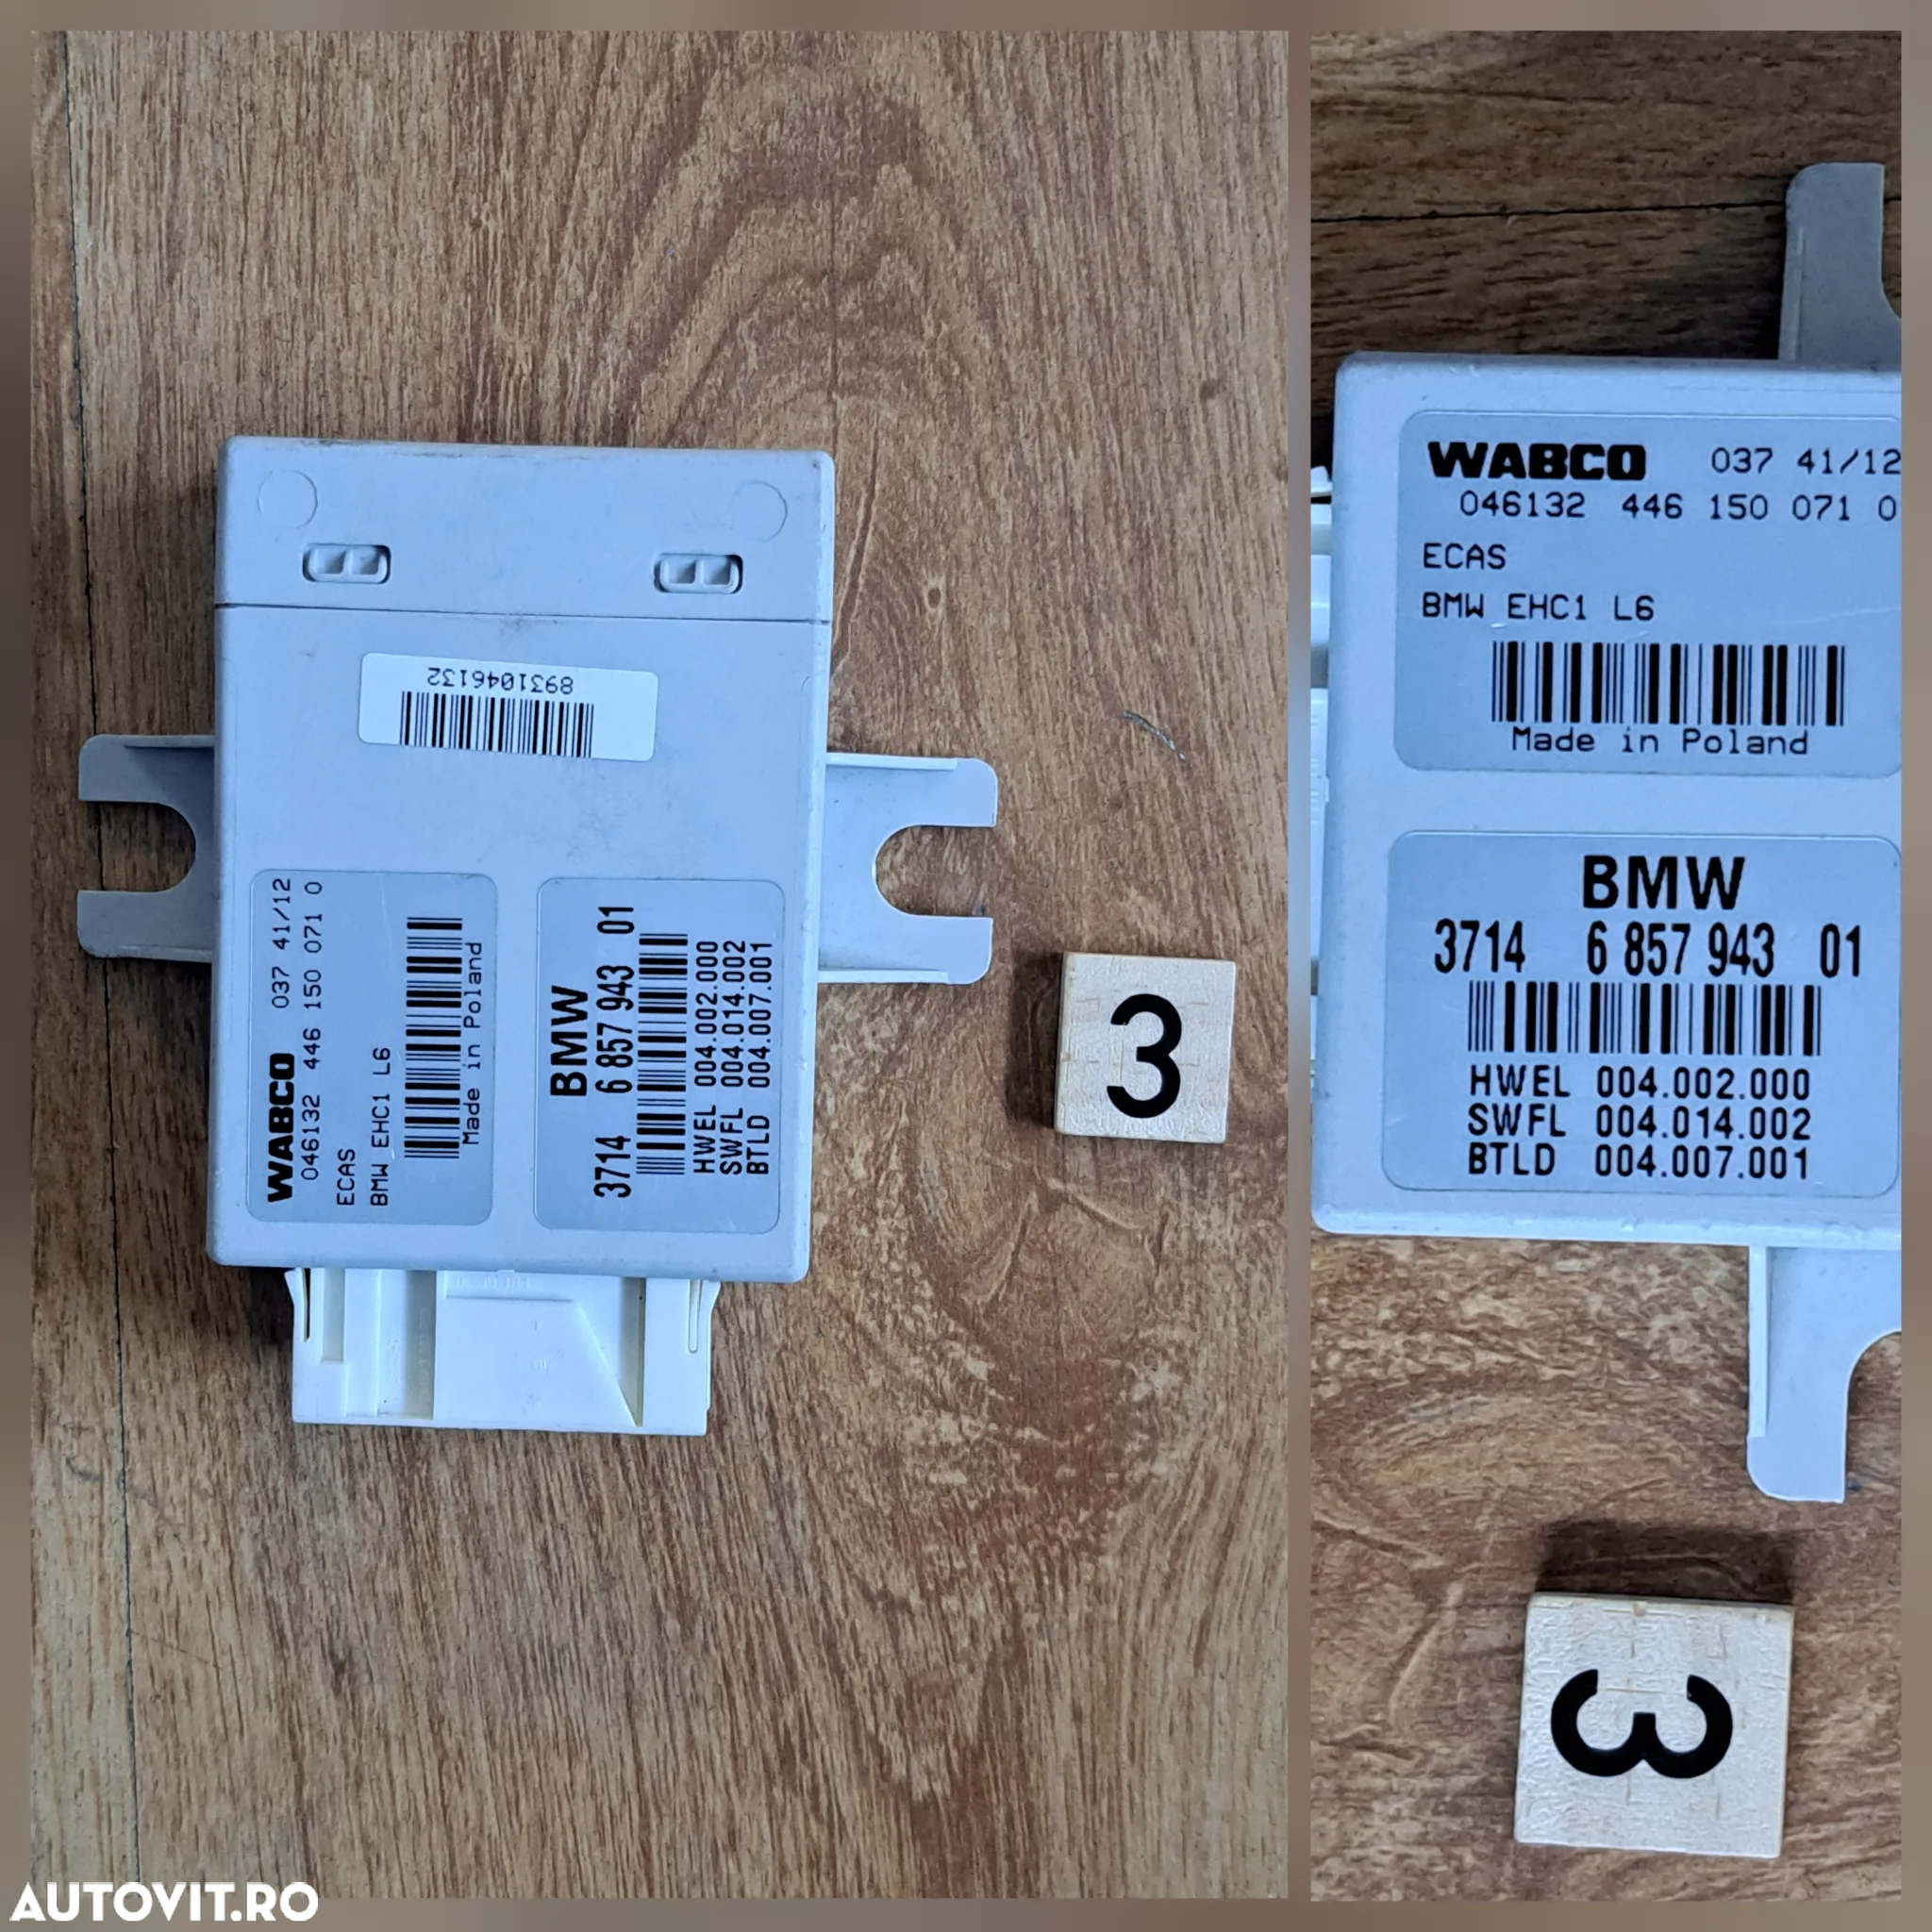 8931046132
WABCO 037 41/12
046132 446 150 071 0
ECAS
BMW EHC1 L6
Made in Poland
BMW
3714 6 857 943 01
HWEL 004.002.000
SWFL 004.014.002
BTLD 004.007.001
3
WABCO 037 41/12
046132 446 150 071 0
ECAS
BMW EHC1 L6
Made in Poland
BMW
3714 6 857 943 01
HWEL 004.002.000
SWFL 004.014.002
BTLD 004.007.001
3
AUTOVIT.RO